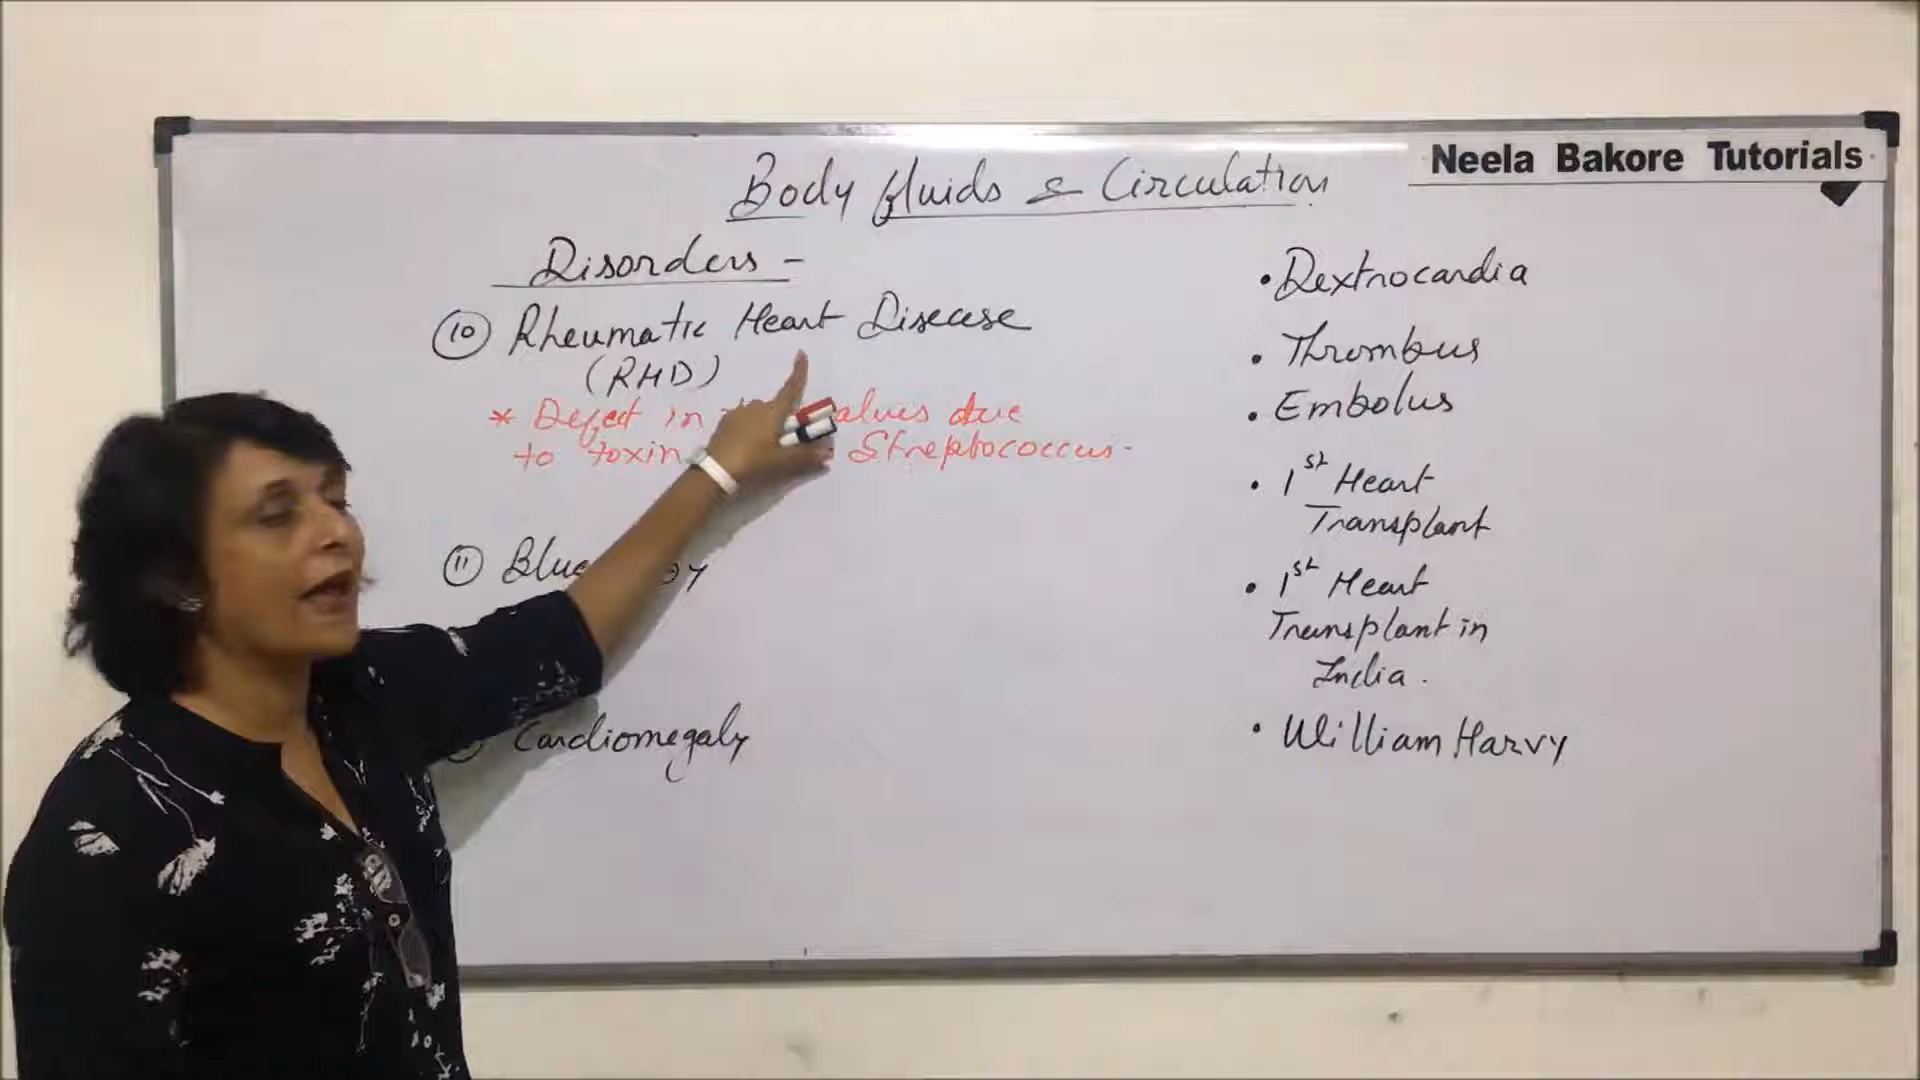 Neela Bakore Tutorials
Body fluids & Circulation
Disorders -
10 Rheumatic Heart Disease
(RHD)
* Defect in due
to toxin Streptococcus.
11
Cardiomegaly
• Dextrocardia
• Thrombus
• Embolus
• 1st Heart
Transplant
• 1st Heart
Transplant in
India.
• William Harvy